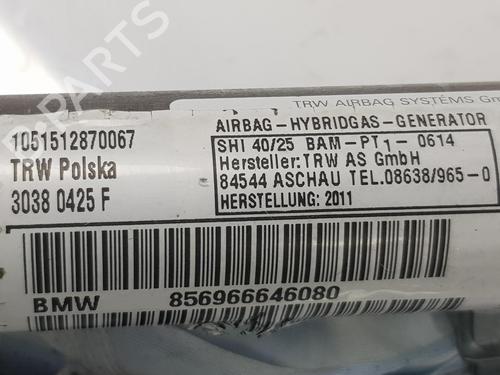 PARTS
TRW AIRBAG SYSTEMS Gm
1051512870067
TRW Polska
3038 0425 F
AIRBAG-HYBRIDGAS-GENERATOR
SHI 40/25 BAM-PT1-0614
Hersteller:TRW AS GmbH
84544 ASCHAU TEL.08638/965-0
HERSTELLUNG: 2011
BMW 856966646080